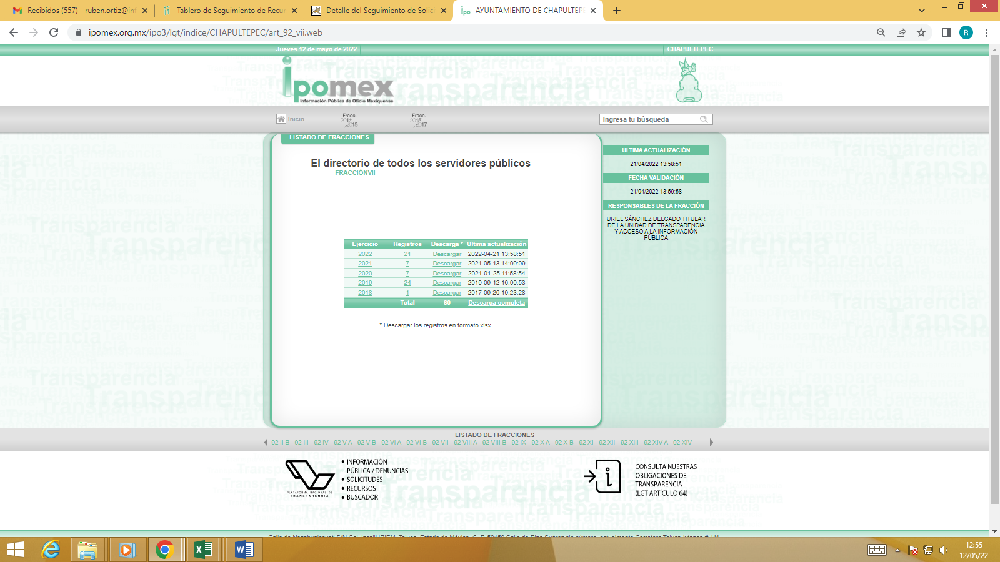 Recibidos (557) - ruben.ortiz@inf
Tablero de Seguimiento de Recur
Detalle del Seguimiento de Solici
AYUNTAMIENTO DE CHAPULTEPE
ipomex.org.mx/ipo3/lgt/indice/CHAPULTEPEC/art_92_vii.web
R
Jueves 12 de mayo de 2022
CHAPULTEPEC
ipomex
Información Pública de Oficio Mexiquense
Inicio
Fracc.
2015
Fracc.
2017
Ingresa tu búsqueda
LISTADO DE FRACCIONES
El directorio de todos los servidores públicos
FRACCIÓNVII
Ejercicio Registros Descarga * Ultima actualización
2022 21 Descargar 2022-04-21 13:58:51
2021 7 Descargar 2021-05-13 14:09:09
2020 7 Descargar 2021-01-25 11:58:54
2019 24 Descargar 2019-09-12 16:00:53
2018 1 Descargar 2017-09-26 19:23:28
Total 60 Descarga completa
* Descargar los registros en formato xlsx.
ULTIMA ACTUALIZACIÓN
21/04/2022 13:58:51
FECHA VALIDACIÓN
21/04/2022 13:59:58
RESPONSABLES DE LA FRACCIÓN
URIEL SÁNCHEZ DELGADO TITULAR
DE LA UNIDAD DE TRANSPARENCIA
Y ACCESO A LA INFORMACIÓN
PÚBLICA
LISTADO DE FRACCIONES
92 II B - 92 III - 92 IV - 92 V A - 92 V B - 92 VI A - 92 VI B - 92 VII - 92 VIII A - 92 VIII B - 92 IX - 92 X A - 92 X B - 92 XI - 92 XII - 92 XIII - 92 XIV A - 92 XIV
PLATAFORMA NACIONAL DE
TRANSPARENCIA
• INFORMACIÓN
PÚBLICA / DENUNCIAS
• SOLICITUDES
• RECURSOS
• BUSCADOR
CONSULTA NUESTRAS
OBLIGACIONES DE
TRANSPARENCIA
(LGT ARTÍCULO 64)
12:55
12/05/22